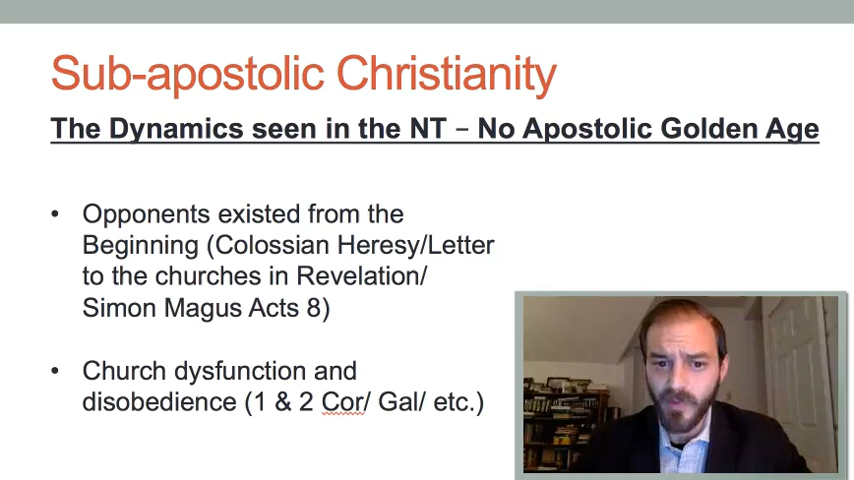 Sub-apostolic Christianity
The Dynamics seen in the NT – No Apostolic Golden Age
• Opponents existed from the
Beginning (Colossian Heresy/Letter
to the churches in Revelation/
Simon Magus Acts 8)
• Church dysfunction and
disobedience (1 & 2 Cor/ Gal/ etc.)